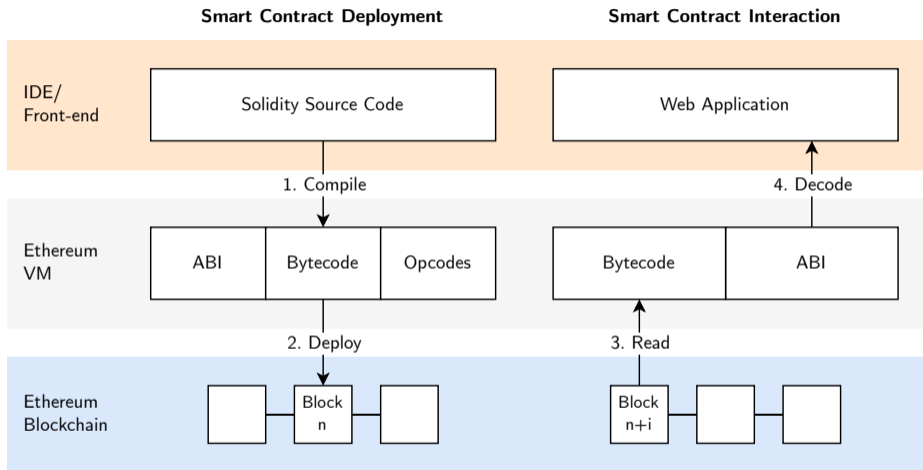 Smart Contract Deployment
Smart Contract Interaction
IDE/
Front-end
Solidity Source Code
Web Application
1. Compile
4. Decode
Ethereum
VM
ABI
Bytecode
Opcodes
Bytecode
ABI
2. Deploy
3. Read
Ethereum
Blockchain
Block
n
Block
n+i